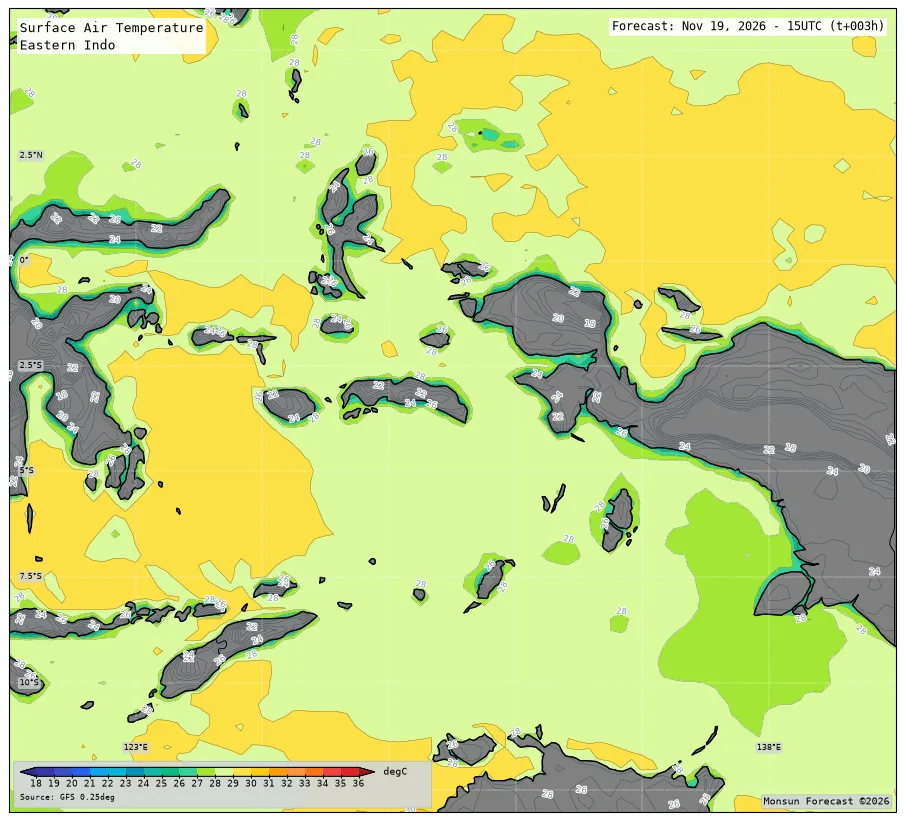 Surface Air Temperature
Eastern Indo
Forecast: Nov 19, 2026 - 15UTC (t+003h)
2.5°N
0°
2.5°S
5°S
7.5°S
10°S
123°E
138°E
degC
18 19 20 21 22 23 24 25 26 27 28 29 30 31 32 33 34 35 36
Source: GFS 0.25deg
Monsun Forecast ©2026